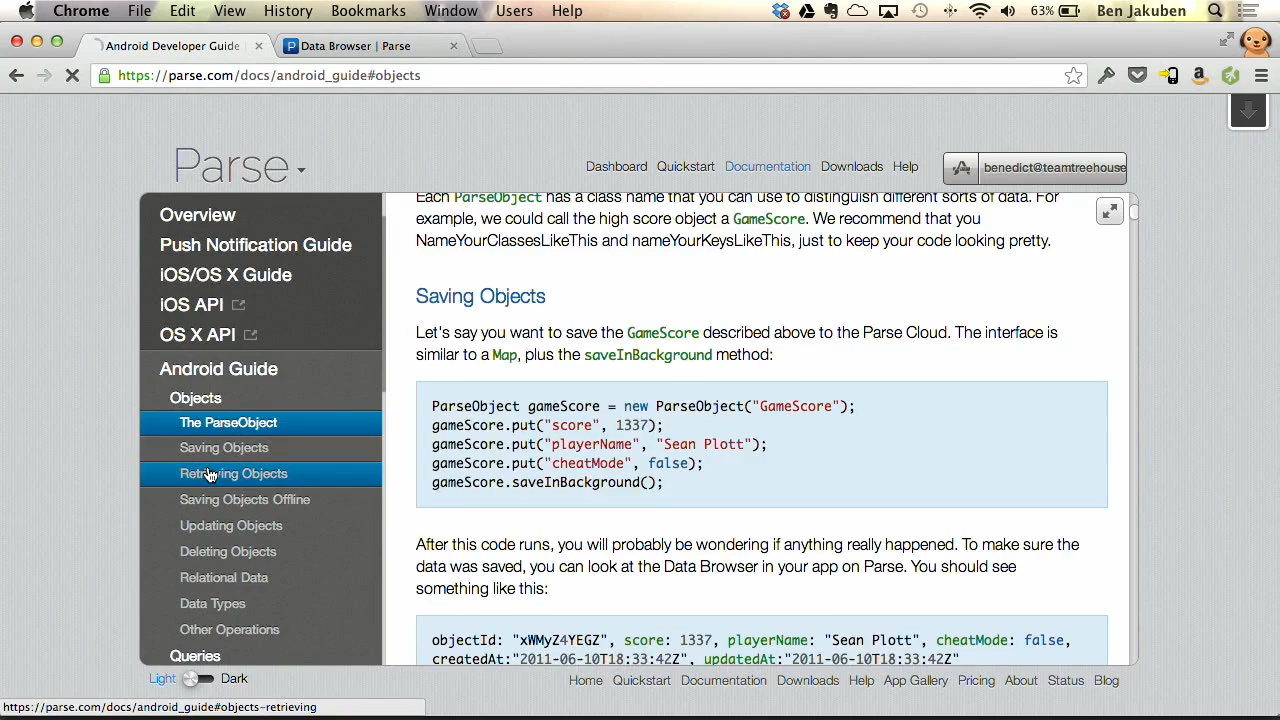 Chrome File Edit View History Bookmarks Window Users Help 63% Ben Jakuben
Android Developer Guide Data Browser | Parse
https://parse.com/docs/android_guide#objects
Parse
Dashboard Quickstart Documentation Downloads Help benedict@teamtreehouse
Overview
Push Notification Guide
iOS/OS X Guide
iOS API
OS X API
Android Guide
Objects
The ParseObject
Saving Objects
Retrieving Objects
Saving Objects Offline
Updating Objects
Deleting Objects
Relational Data
Data Types
Other Operations
Queries
Each ParseObject has a class name that you can use to distinguish different sorts of data. For
example, we could call the high score object a GameScore. We recommend that you
NameYourClassesLikeThis and nameYourKeysLikeThis, just to keep your code looking pretty.
Saving Objects
Let's say you want to save the GameScore described above to the Parse Cloud. The interface is
similar to a Map, plus the saveInBackground method:
ParseObject gameScore = new ParseObject("GameScore");
gameScore.put("score", 1337);
gameScore.put("playerName", "Sean Plott");
gameScore.put("cheatMode", false);
gameScore.saveInBackground();
After this code runs, you will probably be wondering if anything really happened. To make sure the
data was saved, you can look at the Data Browser in your app on Parse. You should see
something like this:
objectId: "xWMyZ4YEGZ", score: 1337, playerName: "Sean Plott", cheatMode: false,
createdAt:"2011-06-10T18:33:42Z", updatedAt:"2011-06-10T18:33:42Z"
Light Dark
Home Quickstart Documentation Downloads Help App Gallery Pricing About Status Blog
https://parse.com/docs/android_guide#objects-retrieving